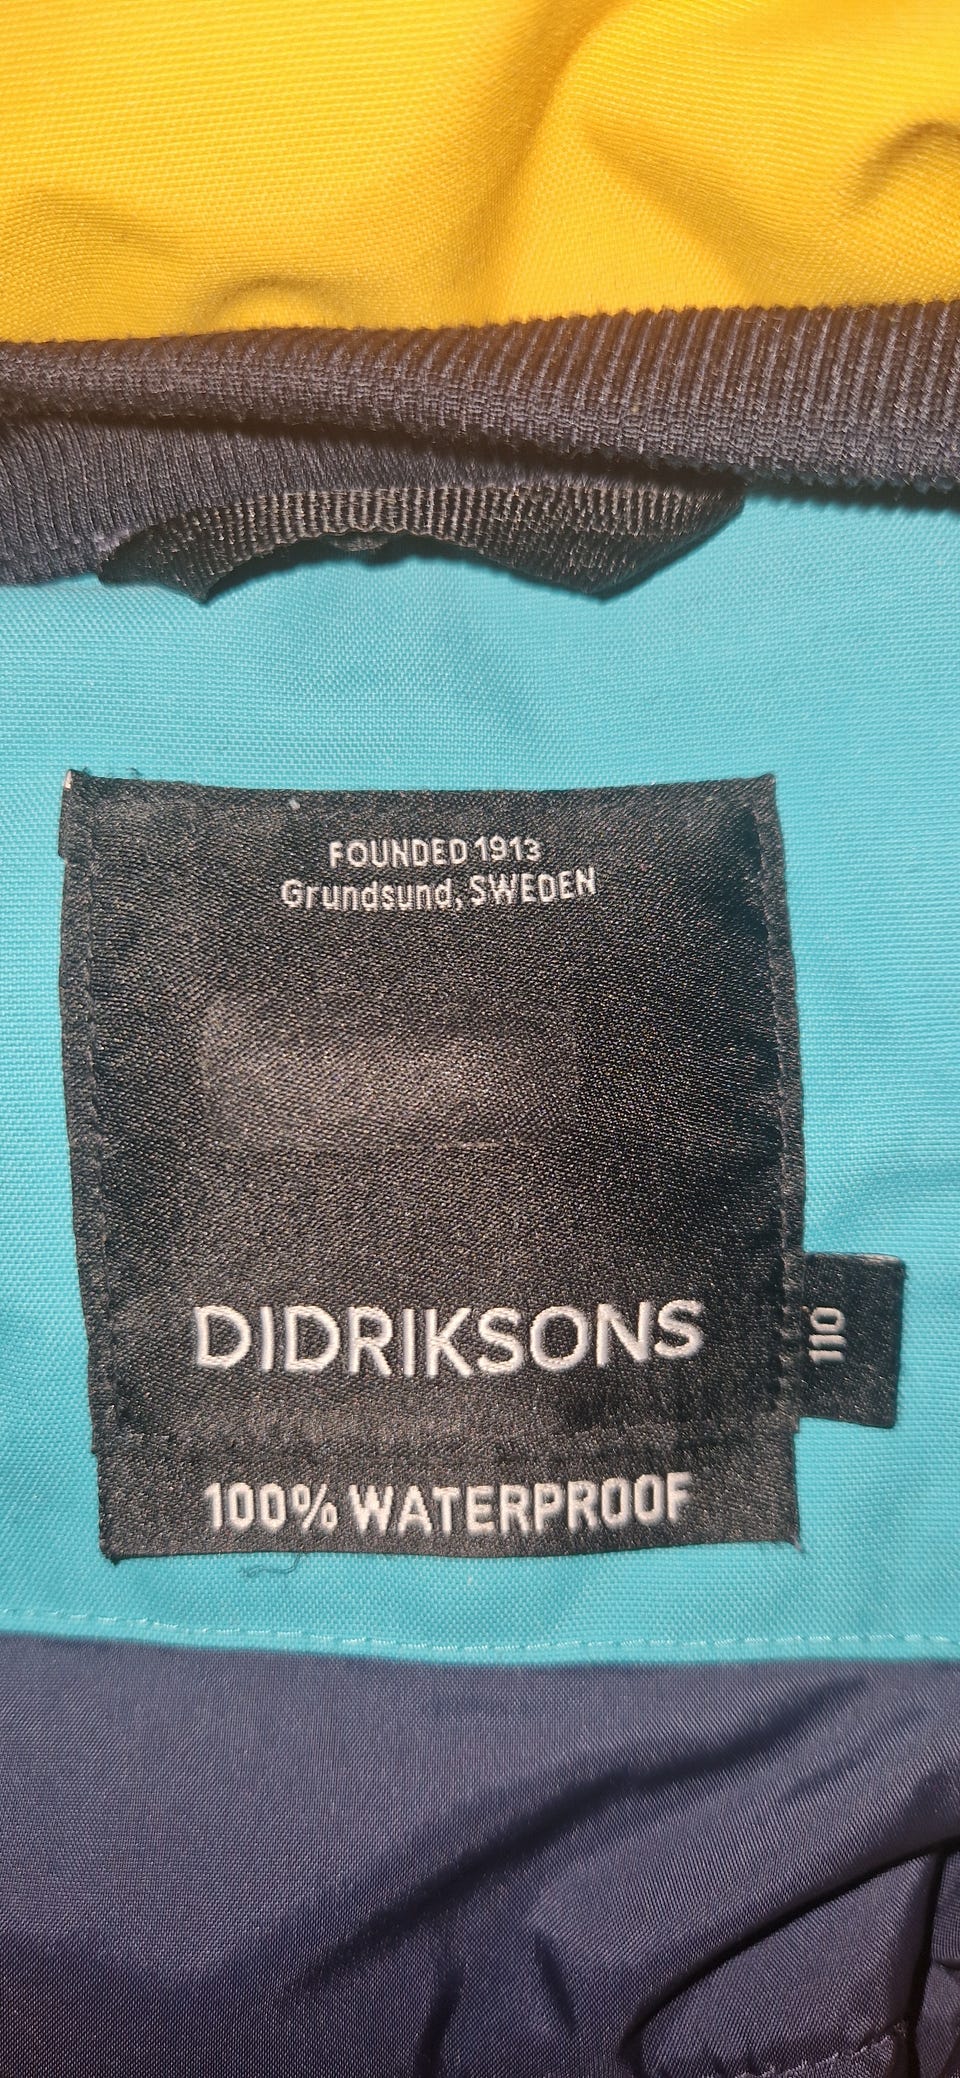 FOUNDED 1913
Grundsund, SWEDEN
DIDRIKSONS
110
100% WATERPROOF